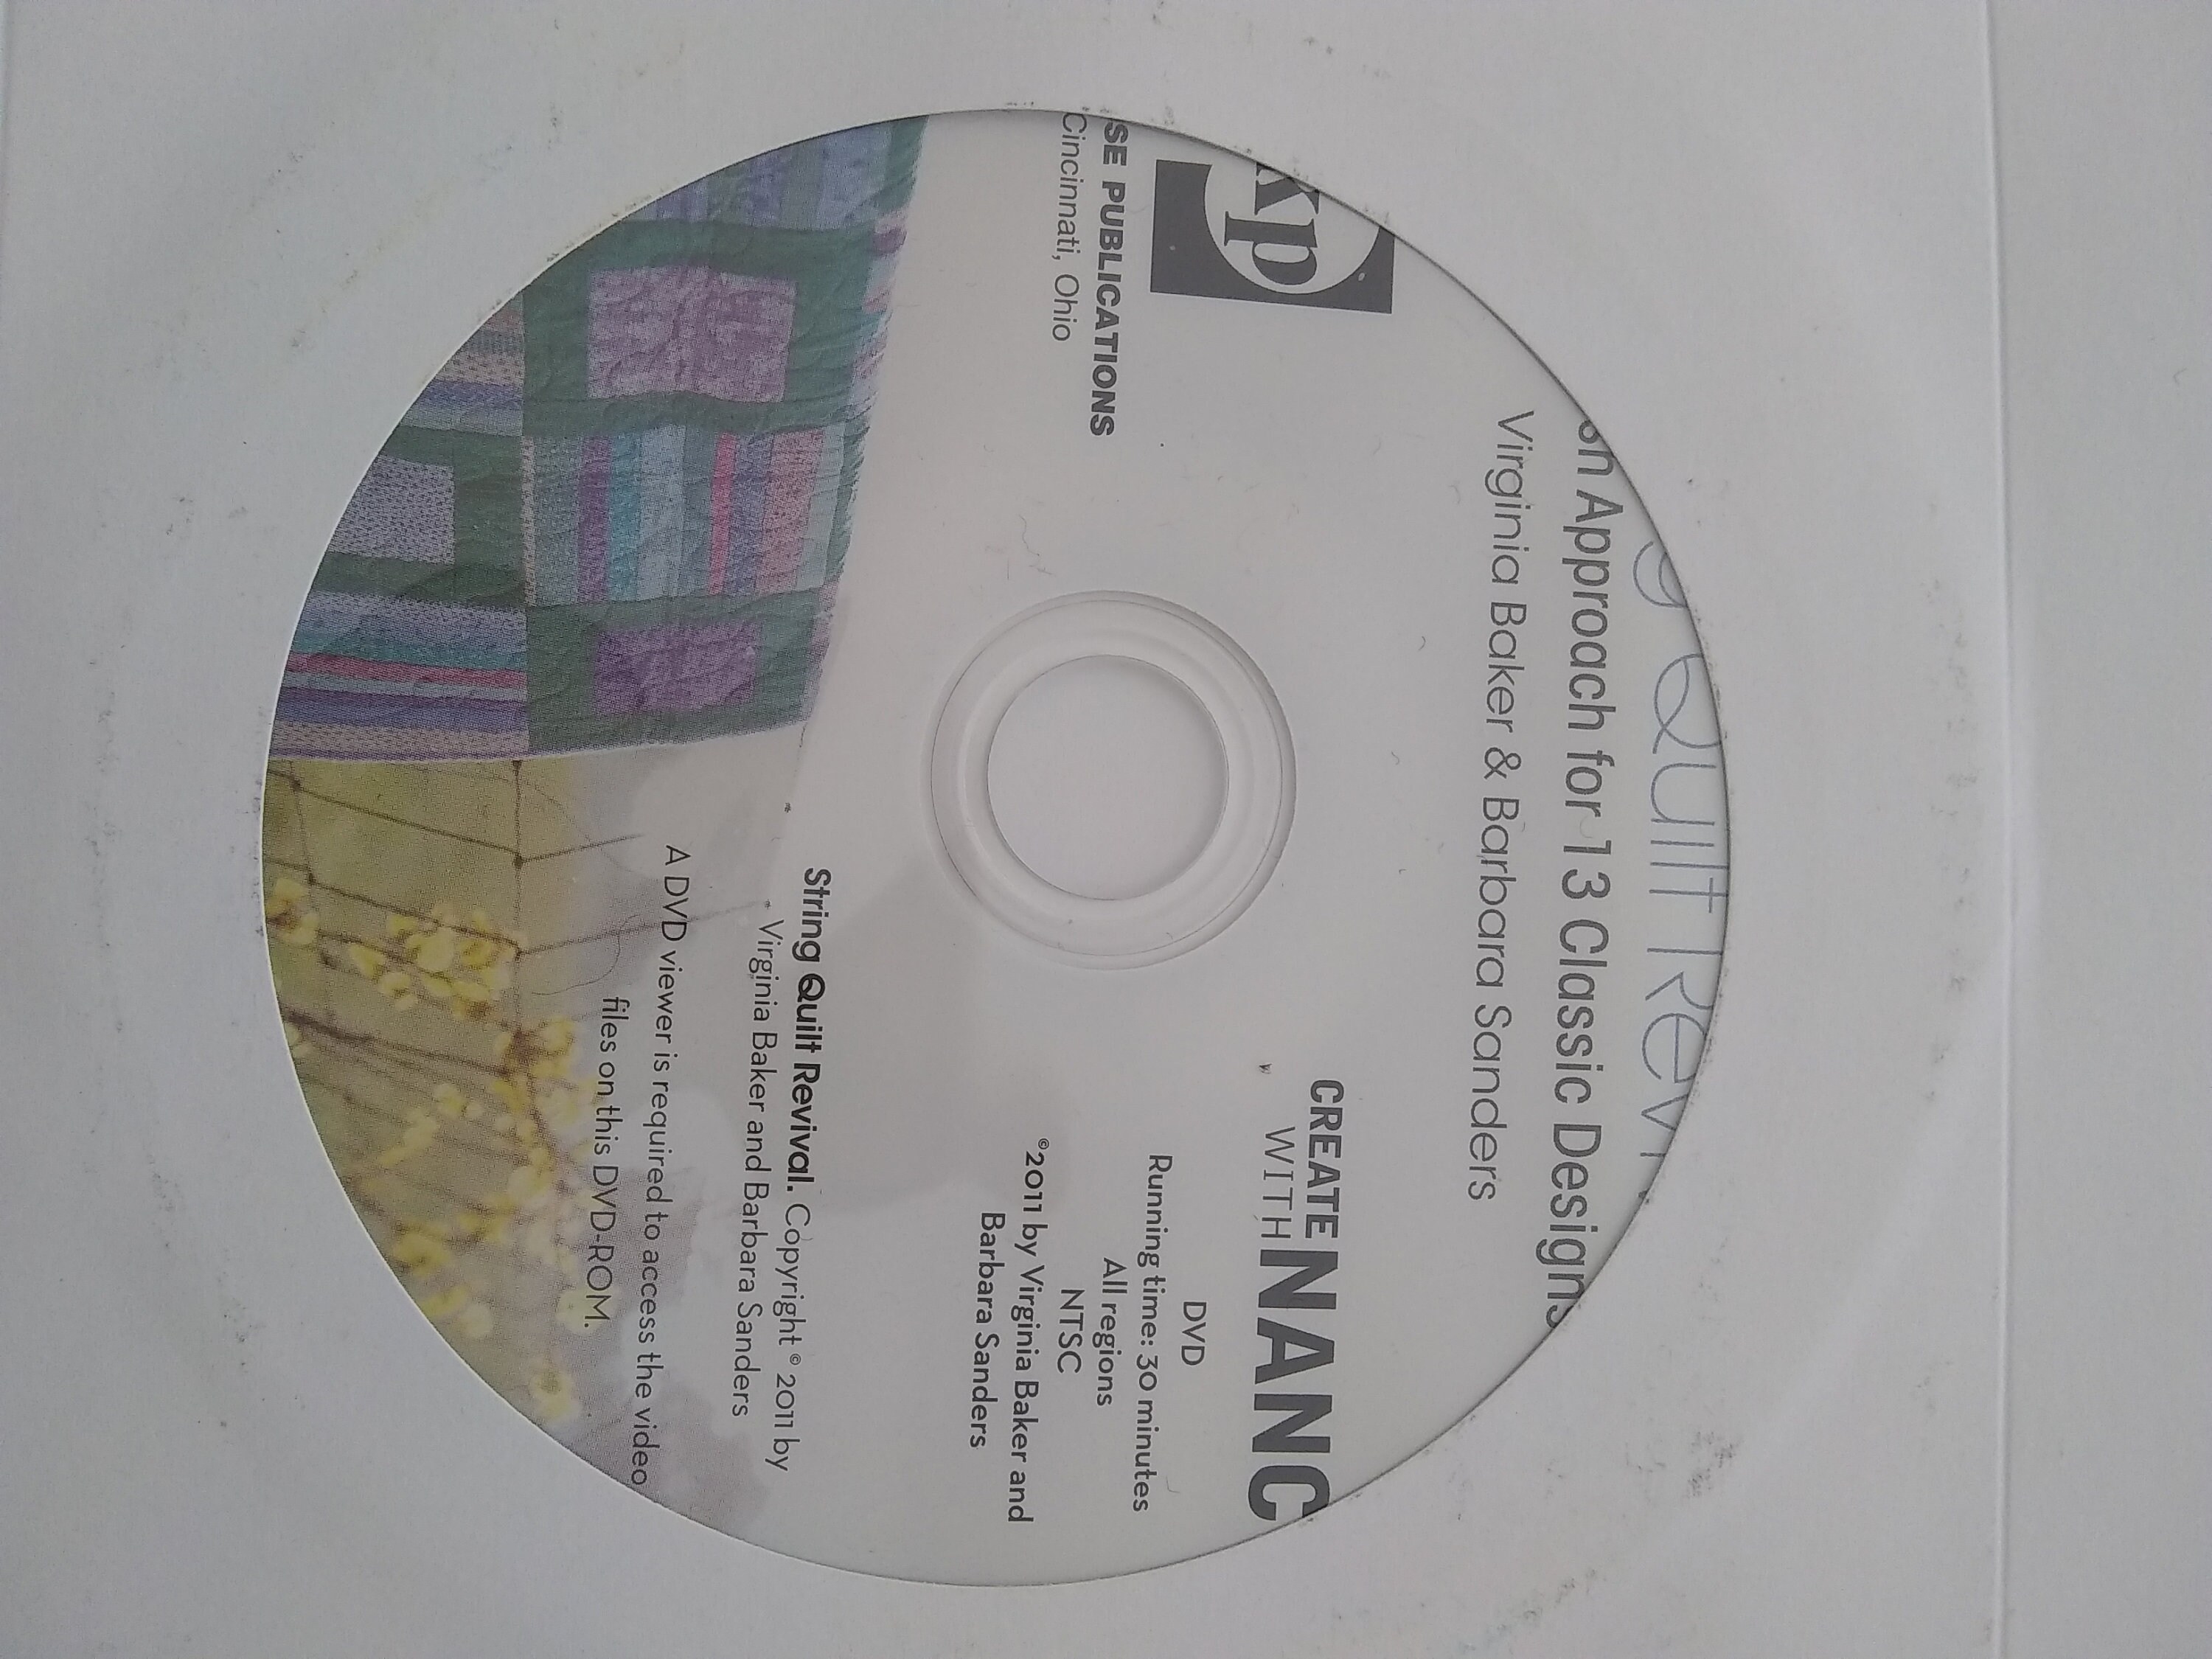 g Quilt Revi
on Approach for 13 Classic Designs
Virginia Baker & Barbara Sanders
kp
SE PUBLICATIONS
Cincinnati, Ohio
CREATE
WITH
NANC
DVD
Running time: 30 minutes
All regions
NTSC
©2011 by Virginia Baker and
Barbara Sanders
String Quilt Revival. Copyright © 2011 by
Virginia Baker and Barbara Sanders
A DVD viewer is required to access the video
files on this DVD-ROM.